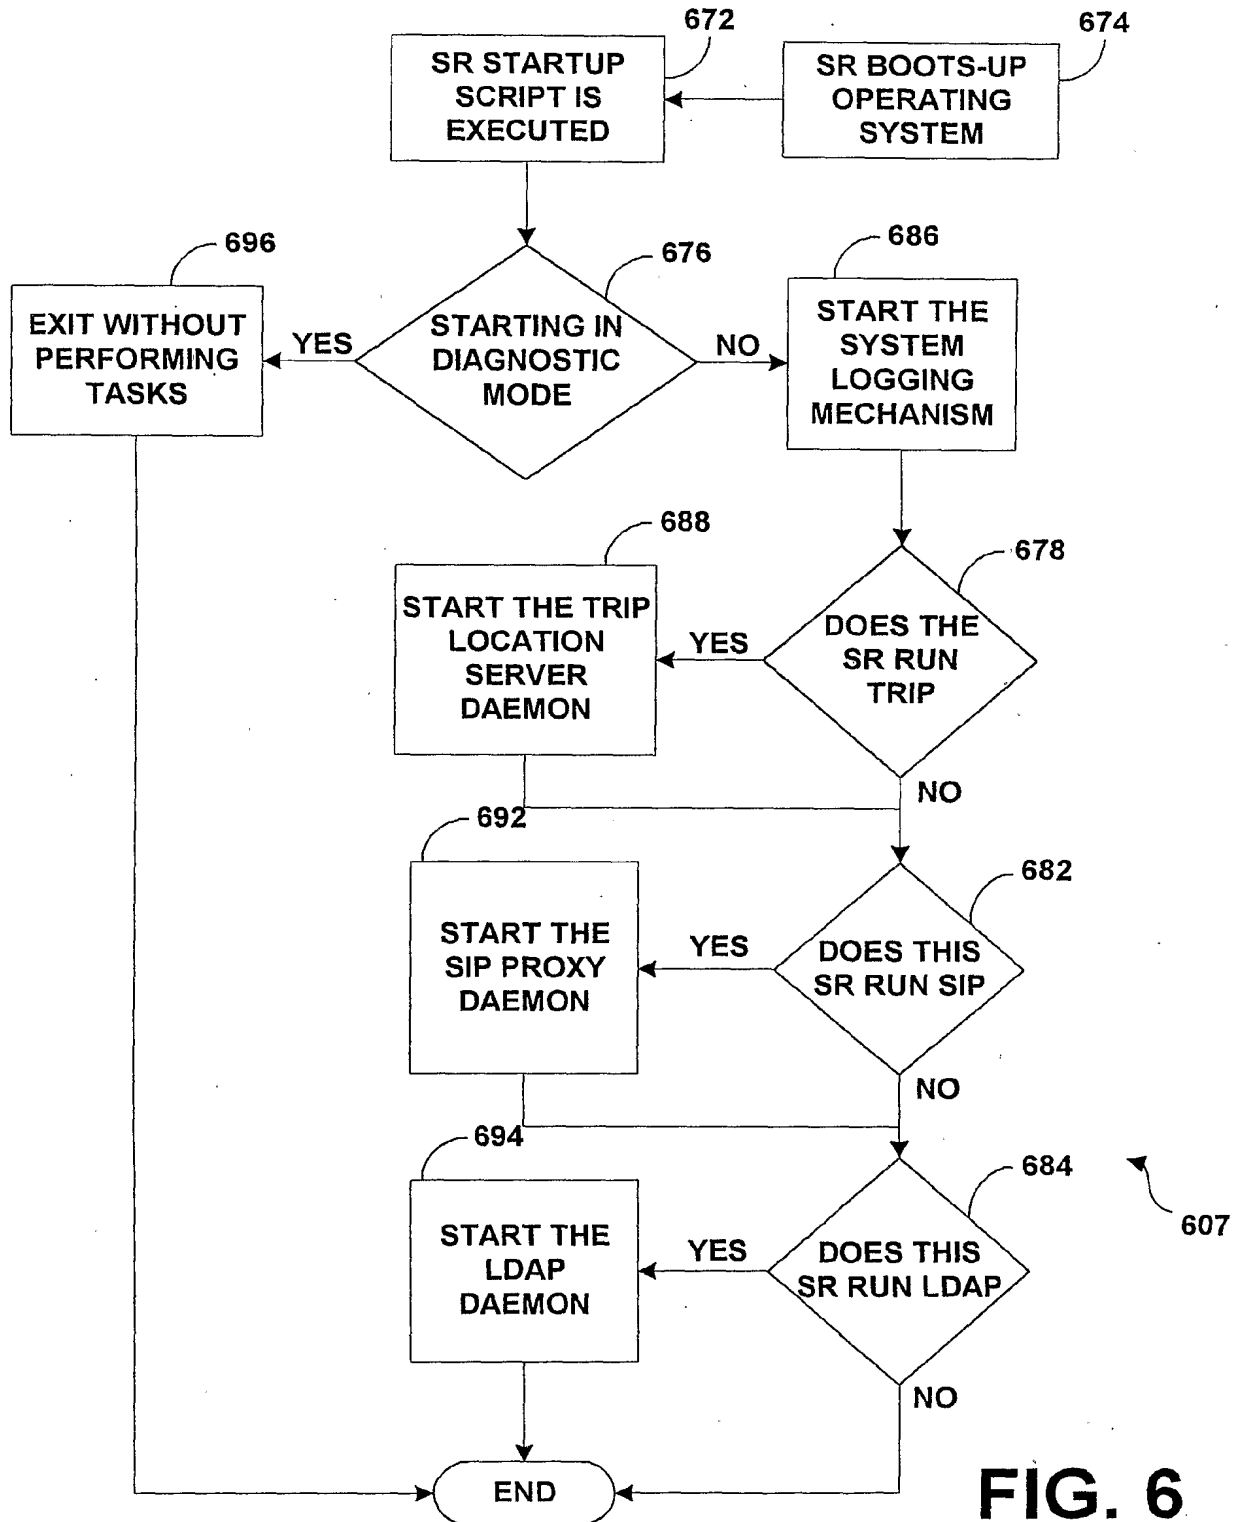 672
674
SR STARTUP
SCRIPT IS
EXECUTED
SR BOOTS-UP
OPERATING
SYSTEM
696
676
686
EXIT WITHOUT
PERFORMING
TASKS
YES
STARTING IN
DIAGNOSTIC
MODE
NO
START THE
SYSTEM
LOGGING
MECHANISM
688
678
START THE TRIP
LOCATION
SERVER
DAEMON
YES
DOES THE
SR RUN
TRIP
NO
692
682
START THE
SIP PROXY
DAEMON
YES
DOES THIS
SR RUN SIP
NO
694
684
START THE
LDAP
DAEMON
YES
DOES THIS
SR RUN LDAP
607
NO
END
FIG. 6